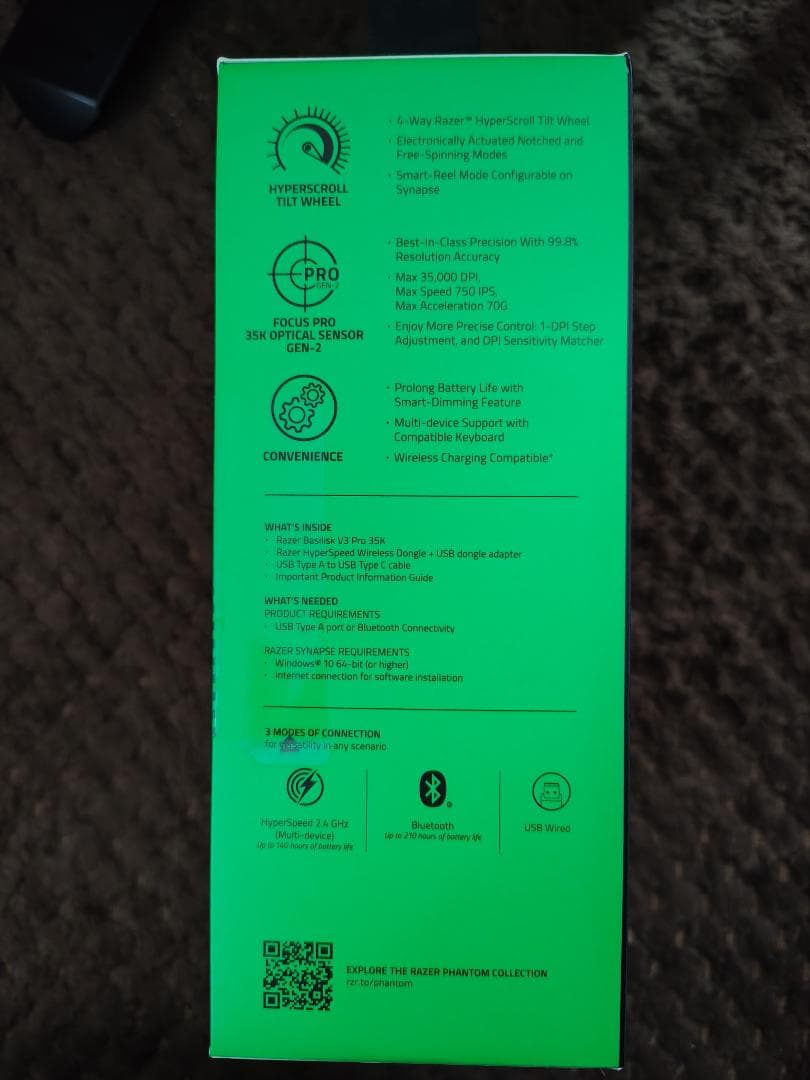 HYPERSCROLL
TILT WHEEL
· 4-Way Razer™ HyperScroll Tilt Wheel
· Electronically Actuated Notched and
Free-Spinning Modes
· Smart-Reel Mode Configurable on
Synapse
PRO
GEN-2
FOCUS PRO
35K OPTICAL SENSOR
GEN-2
· Best-In-Class Precision With 99.8%
Resolution Accuracy
· Max 35,000 DPI,
Max Speed 750 IPS,
Max Acceleration 70G
· Enjoy More Precise Control: 1-DPI Step
Adjustment, and DPI Sensitivity Matcher
CONVENIENCE
· Prolong Battery Life with
Smart-Dimming Feature
· Multi-device Support with
Compatible Keyboard
· Wireless Charging Compatible*
WHAT'S INSIDE
· Razer Basilisk V3 Pro 35K
· Razer HyperSpeed Wireless Dongle + USB dongle adapter
· USB Type A to USB Type C cable
· Important Product Information Guide
WHAT'S NEEDED
PRODUCT REQUIREMENTS
· USB Type A port or Bluetooth Connectivity
RAZER SYNAPSE REQUIREMENTS
· Windows® 10 64-bit (or higher)
· Internet connection for software installation
3 MODES OF CONNECTION
for versatility in any scenario
HyperSpeed 2.4 GHz
(Multi-device)
Up to 140 hours of battery life
Bluetooth
Up to 210 hours of battery life
USB Wired
EXPLORE THE RAZER PHANTOM COLLECTION
rzr.to/phantom